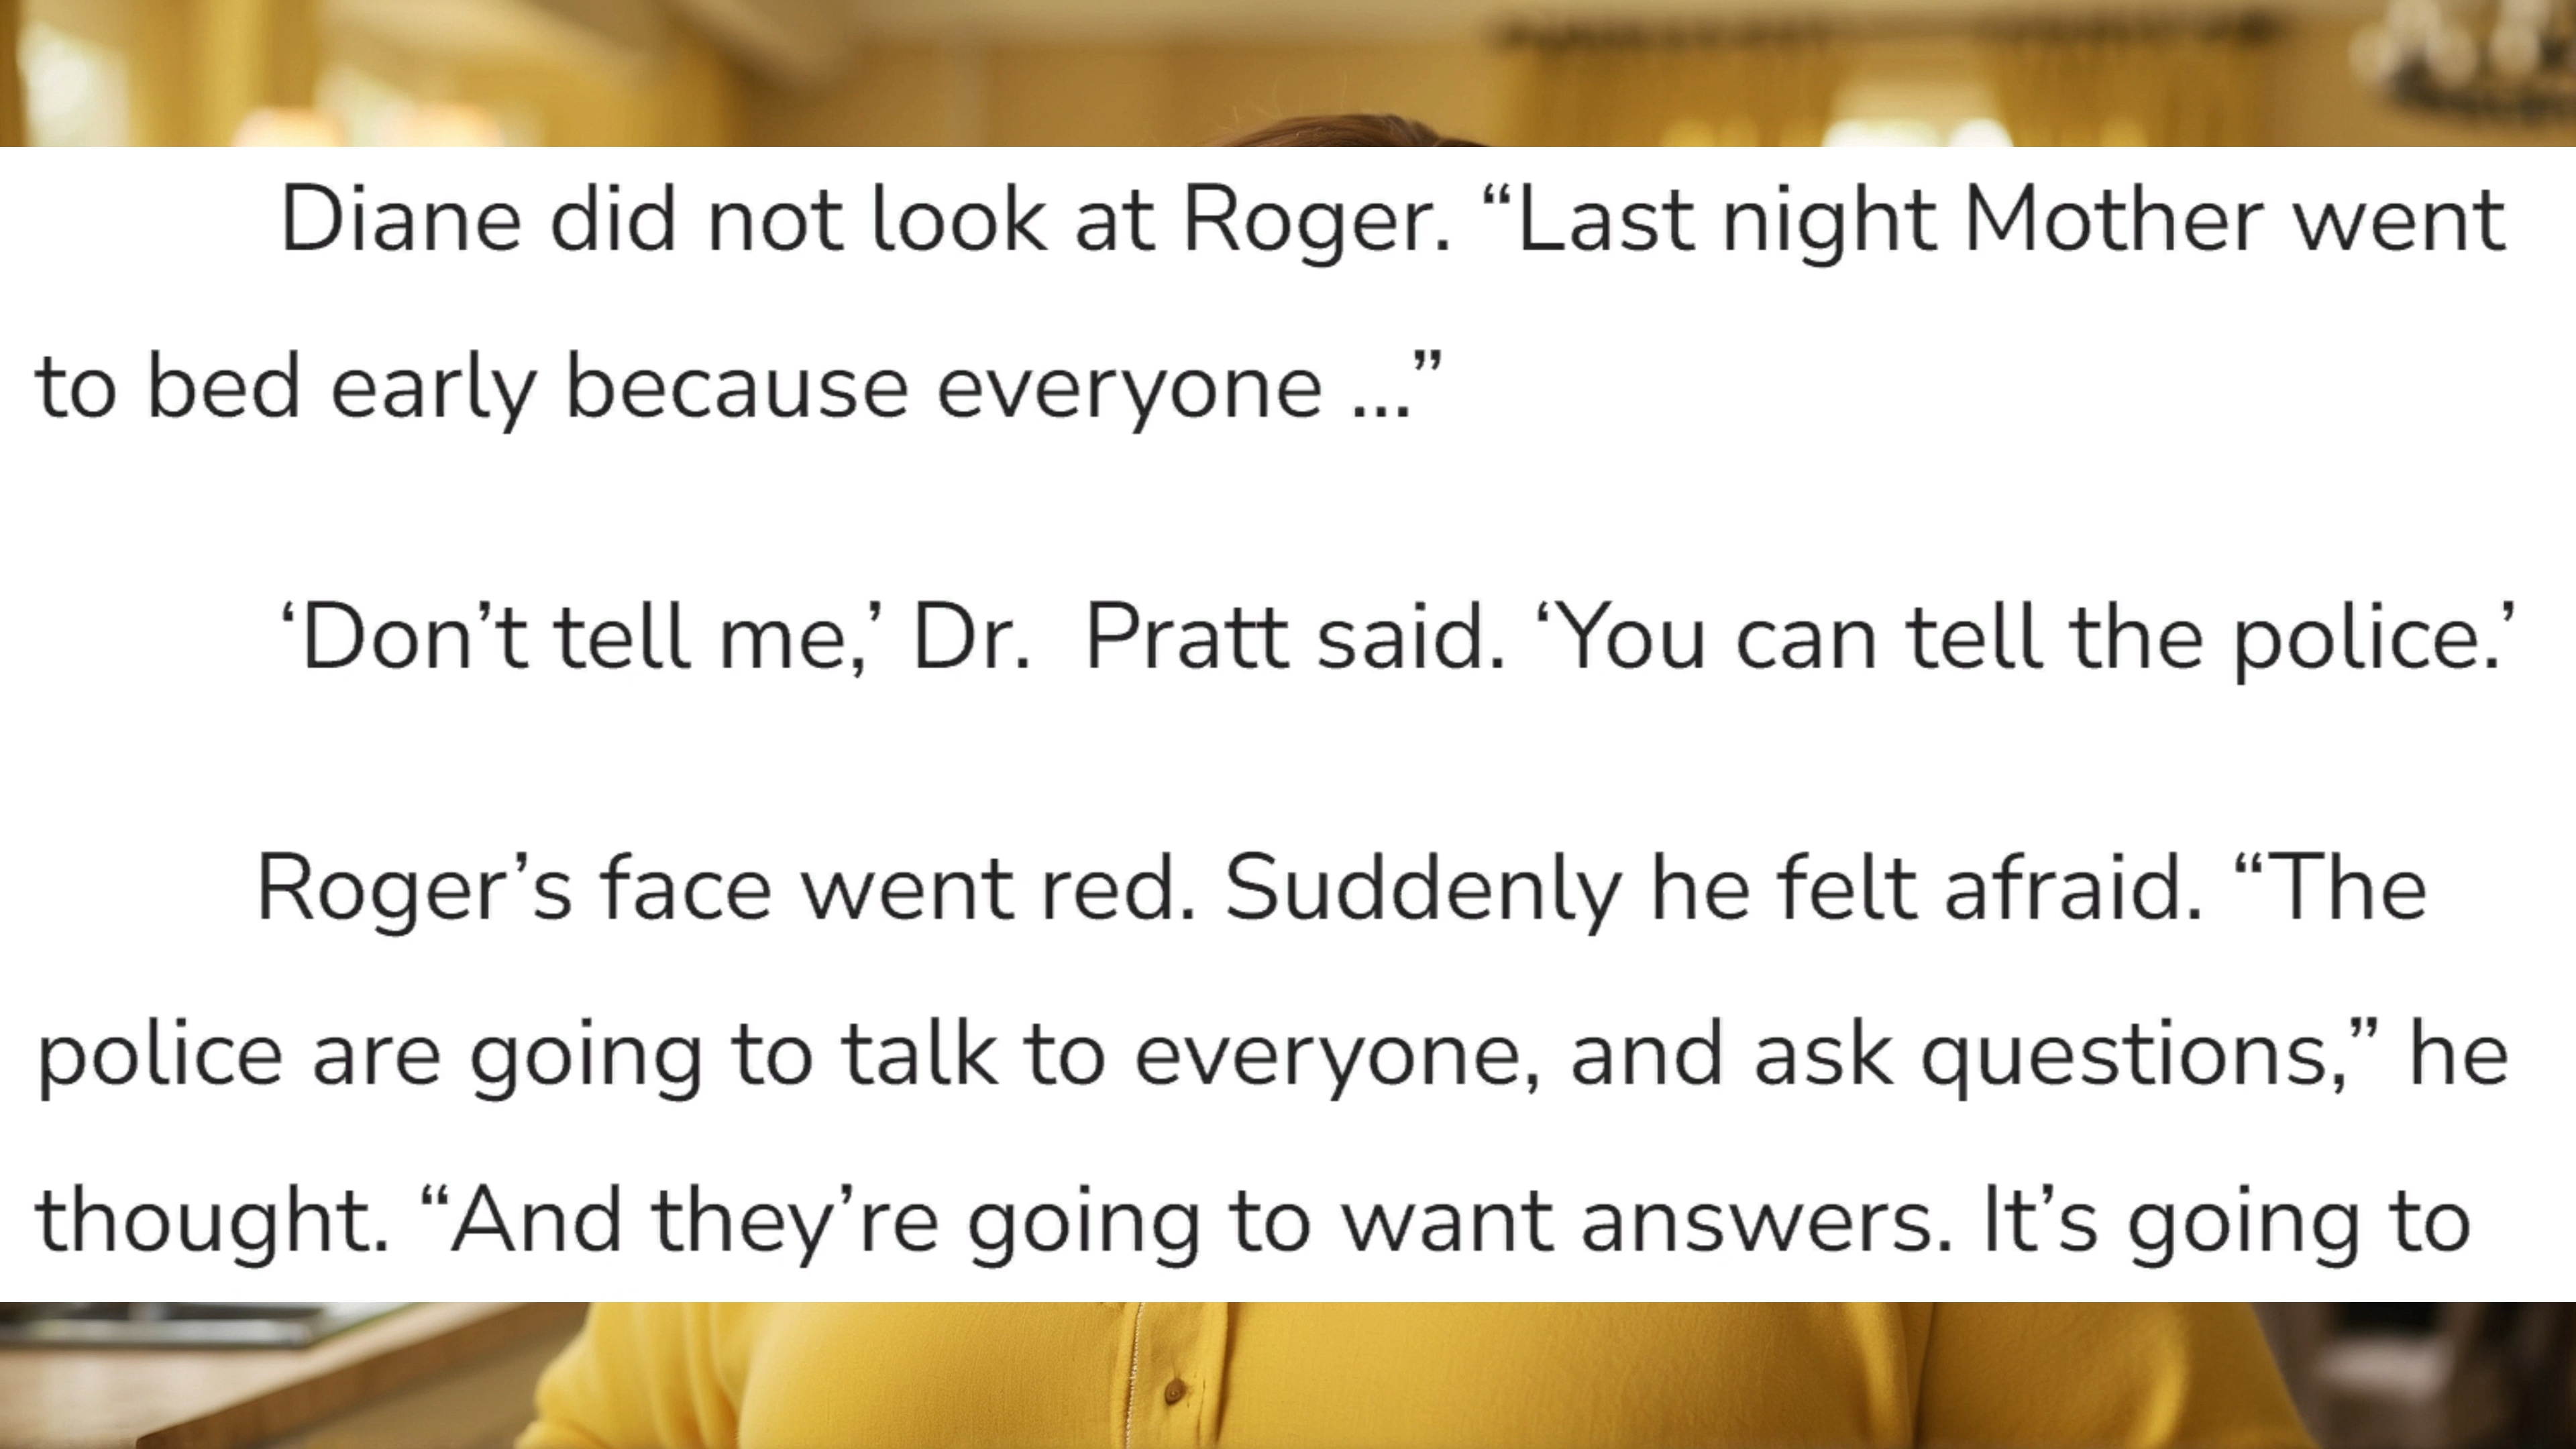 Diane did not look at Roger. “Last night Mother went
to bed early because everyone ...”
‘Don’t tell me,’ Dr.  Pratt said. ‘You can tell the police.’
Roger’s face went red. Suddenly he felt afraid. “The
police are going to talk to everyone, and ask questions,” he
thought. “And they’re going to want answers. It’s going to